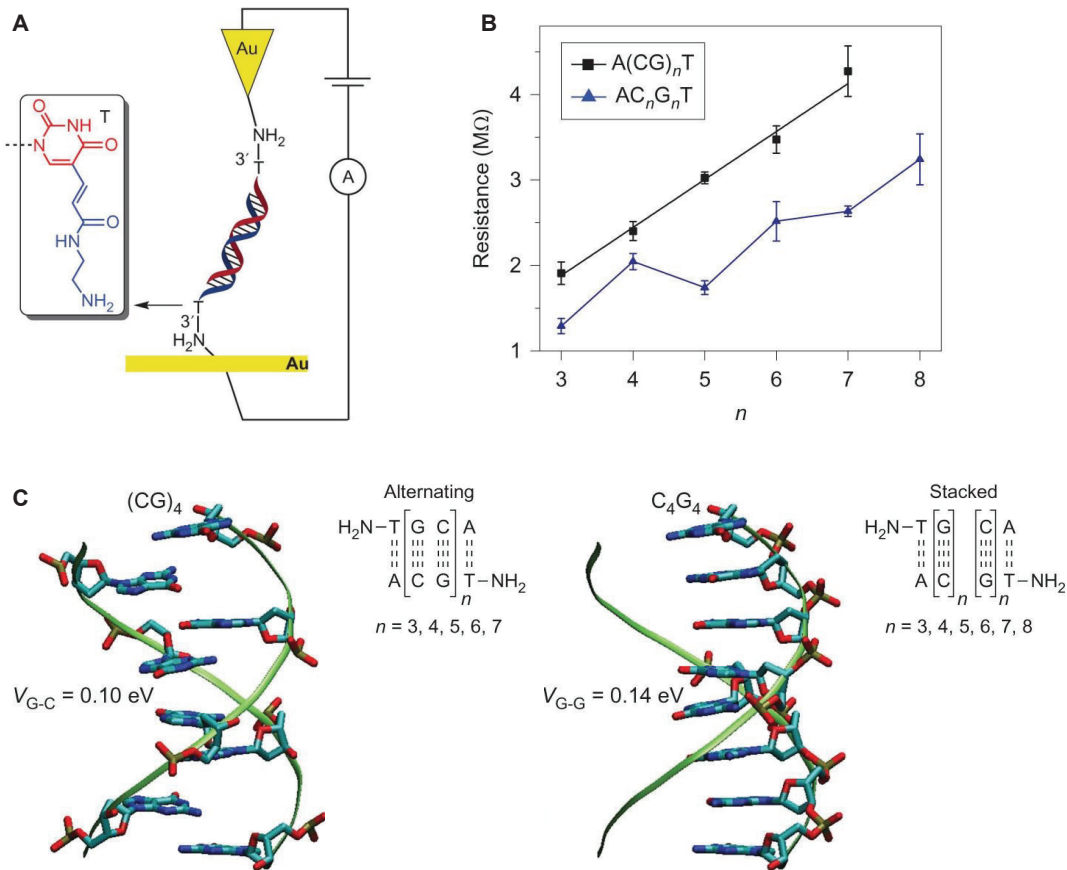 A
Au
NH₂
3′
T
A
T
3′
H₂N
Au
O
NH
T
N
O
O
HN
NH₂
B
A(CG)ₙT
ACₙGₙT
Resistance (MΩ)
4
3
2
1
3 4 5 6 7 8
n
C
(CG)₄
V_G-C = 0.10 eV
Alternating
H₂N–T G C A
A C G T–NH₂
n
n = 3, 4, 5, 6, 7
C₄G₄
V_G-G = 0.14 eV
Stacked
H₂N–T G C A
A C G T–NH₂
n n
n = 3, 4, 5, 6, 7, 8